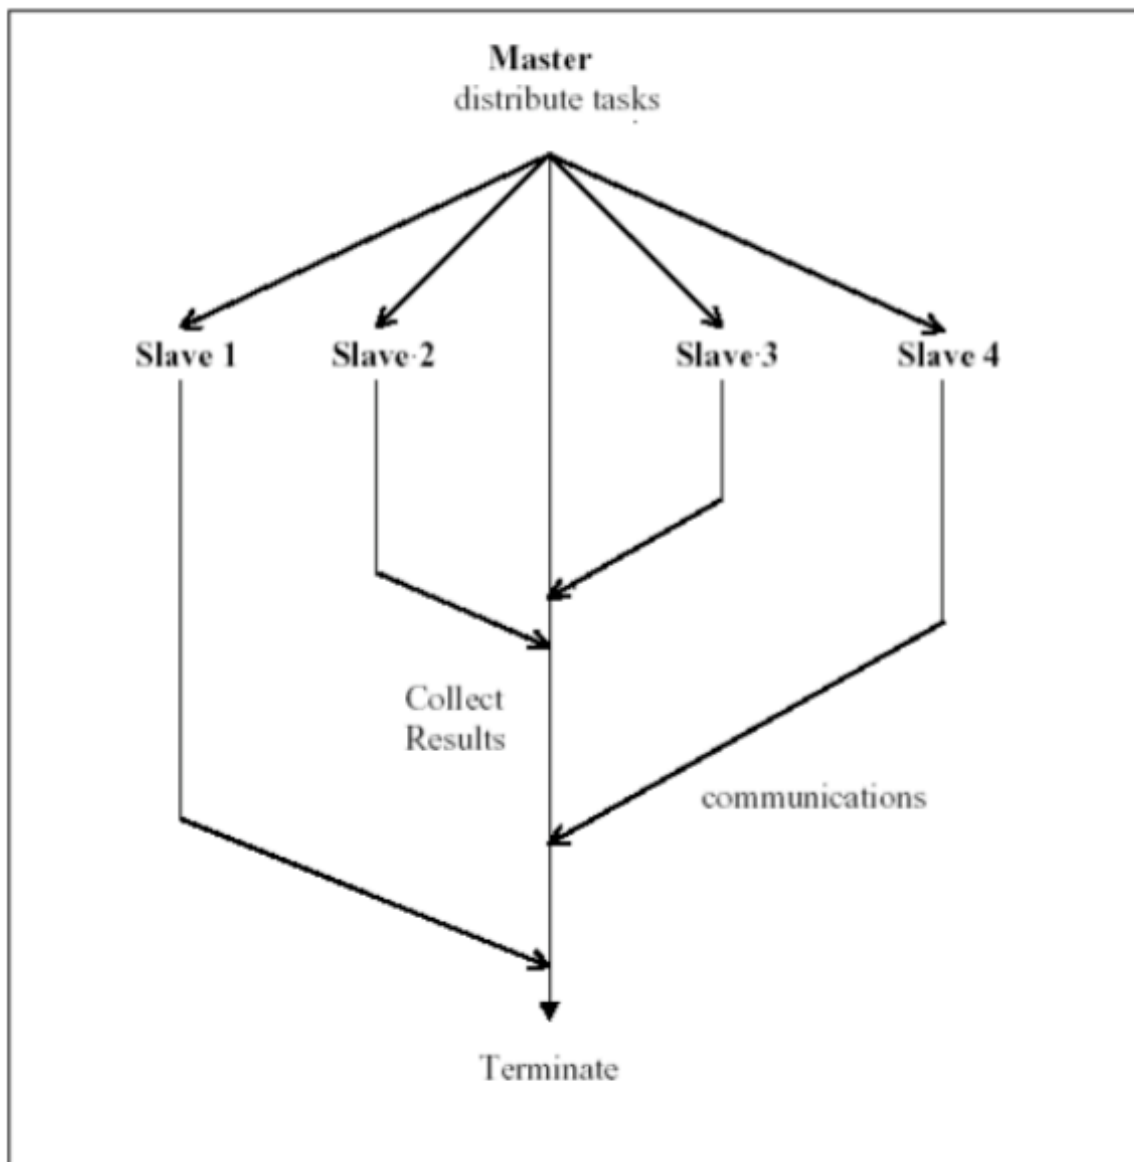 Master
distribute tasks
Slave 1
Slave 2
Slave 3
Slave 4
Collect
Results
communications
Terminate